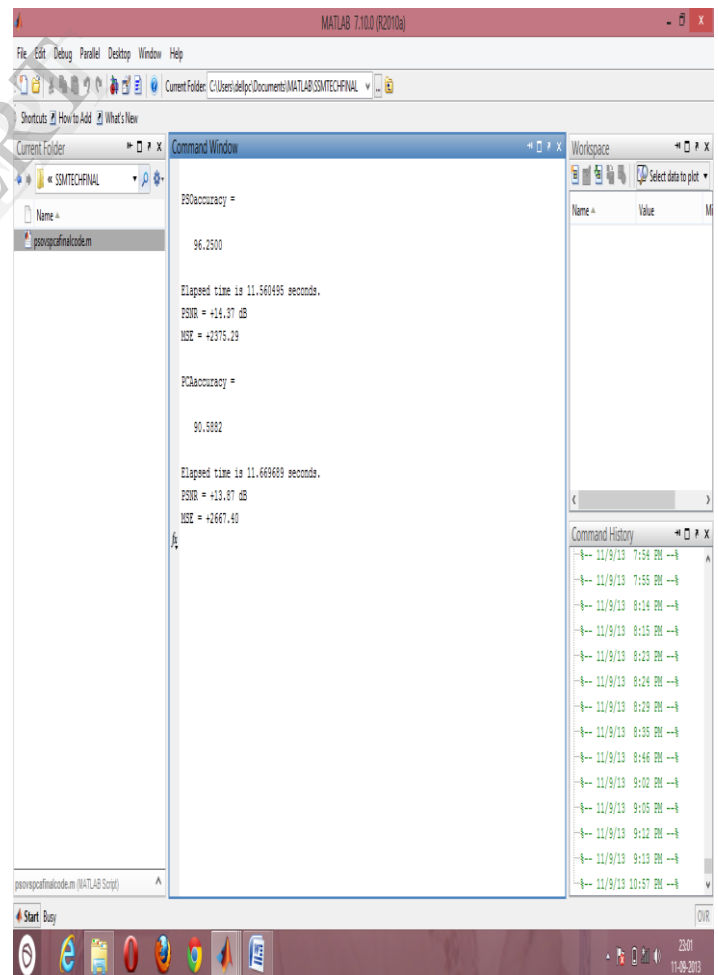 MATLAB 7.10.0 (R2010a)
File Edit Debug Parallel Desktop Window Help
Current Folder: C:\Users\dellpc\Documents\MATLAB\SSMTECHFINAL
Shortcuts How to Add What's New
Current Folder
« SSMTECHFINAL
Name
psovspcafinalcode.m
psovspcafinalcode.m (MATLAB Script)
Command Window
PSOaccuracy =
96.2500
Elapsed time is 11.560495 seconds.
PSNR = +14.37 dB
MSE = +2375.29
PCAaccuracy =
90.5882
Elapsed time is 11.669689 seconds.
PSNR = +13.87 dB
MSE = +2667.40
fx
Workspace
Select data to plot
Name Value Mi
Command History
%-- 11/9/13 7:54 PM --%
%-- 11/9/13 7:55 PM --%
%-- 11/9/13 8:14 PM --%
%-- 11/9/13 8:15 PM --%
%-- 11/9/13 8:23 PM --%
%-- 11/9/13 8:24 PM --%
%-- 11/9/13 8:29 PM --%
%-- 11/9/13 8:35 PM --%
%-- 11/9/13 8:46 PM --%
%-- 11/9/13 9:02 PM --%
%-- 11/9/13 9:05 PM --%
%-- 11/9/13 9:12 PM --%
%-- 11/9/13 9:13 PM --%
%-- 11/9/13 10:57 PM --%
Start Busy
OVR
23:01
11-09-2013